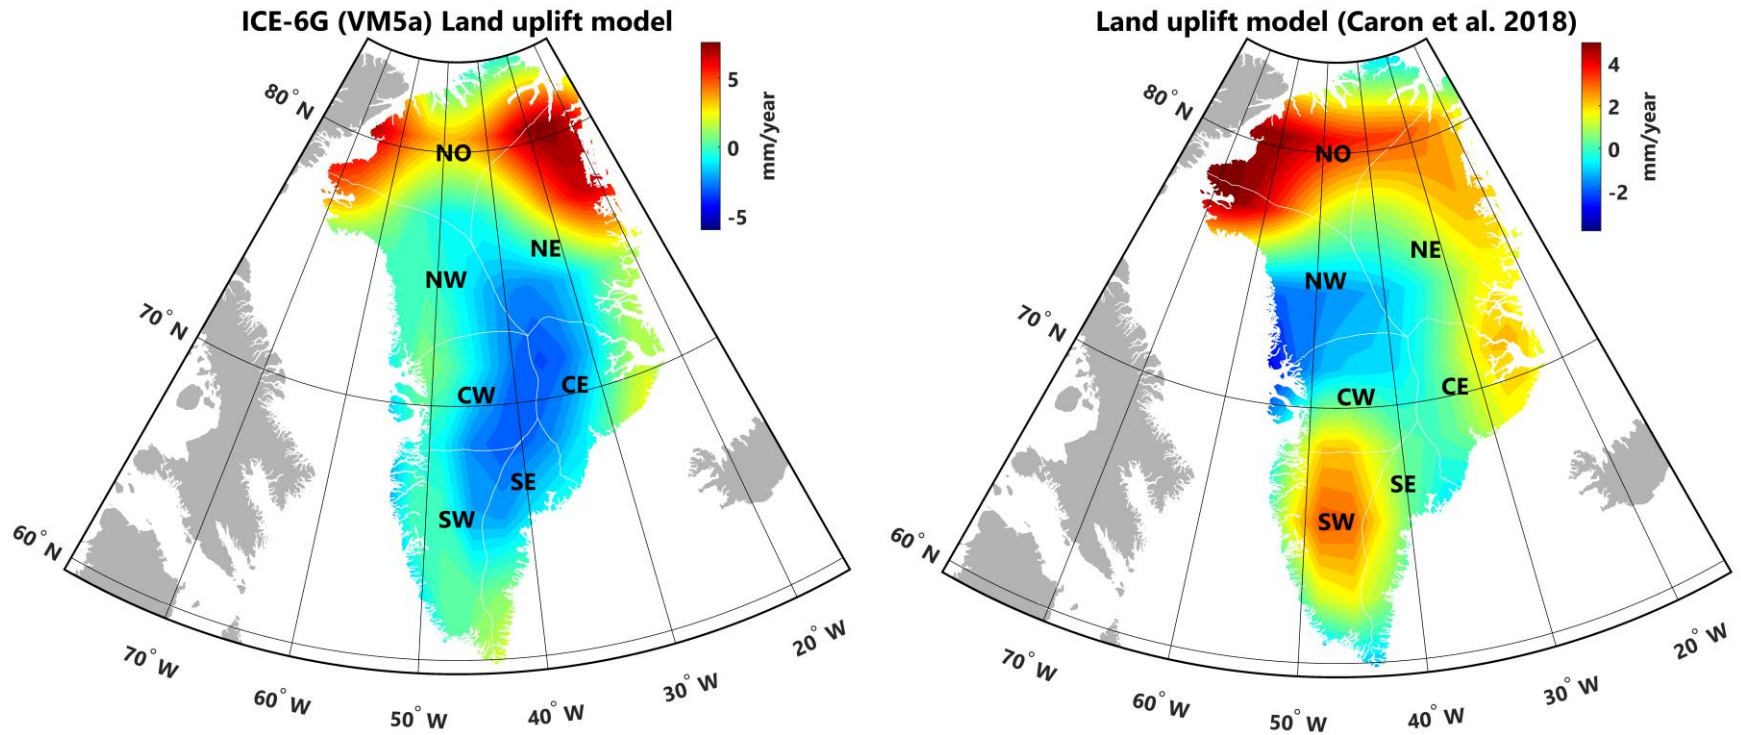 ICE-6G (VM5a) Land uplift model
5
0
-5
mm/year
80° N
70° N
60° N
NO
NE
NW
CW
CE
SE
SW
70° W
60° W
50° W
40° W
30° W
20° W
Land uplift model (Caron et al. 2018)
4
2
0
-2
mm/year
80° N
70° N
60° N
NO
NE
NW
CW
CE
SE
SW
70° W
60° W
50° W
40° W
30° W
20° W